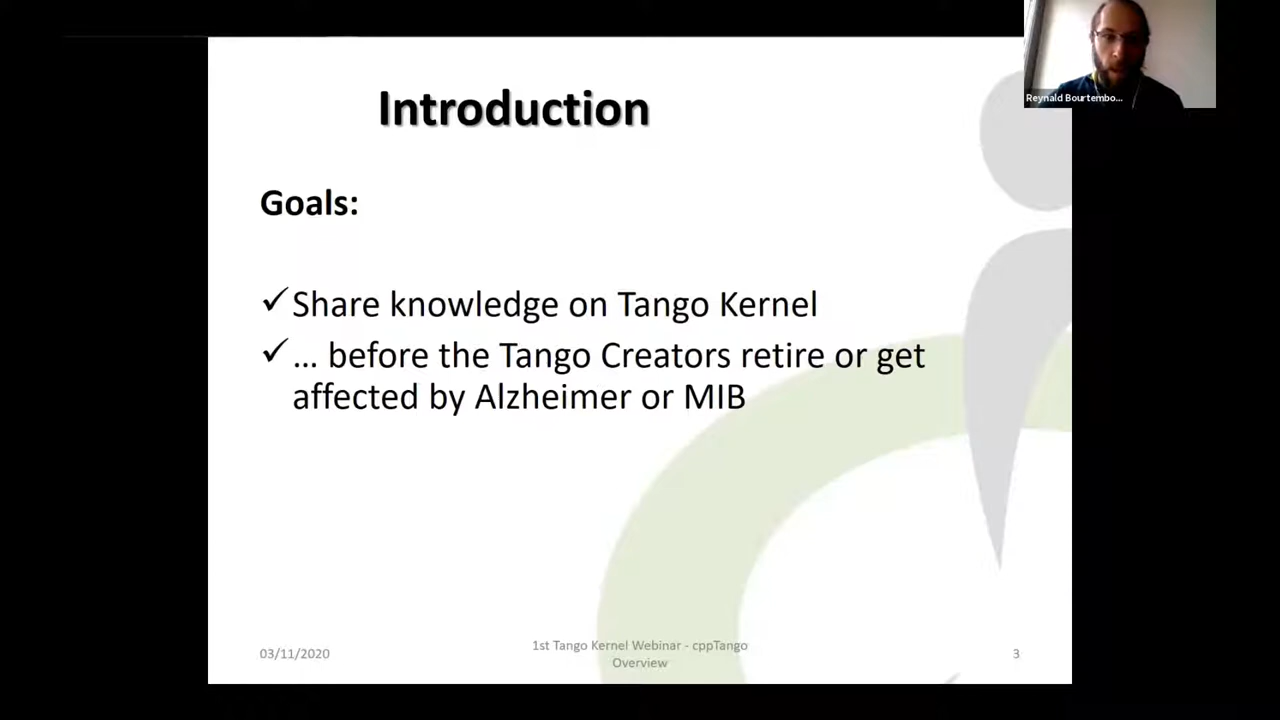 Introduction
Reynald Bourtembo...
Goals:
✓Share knowledge on Tango Kernel
✓... before the Tango Creators retire or get
affected by Alzheimer or MIB
03/11/2020
1st Tango Kernel Webinar - cppTango
Overview
3